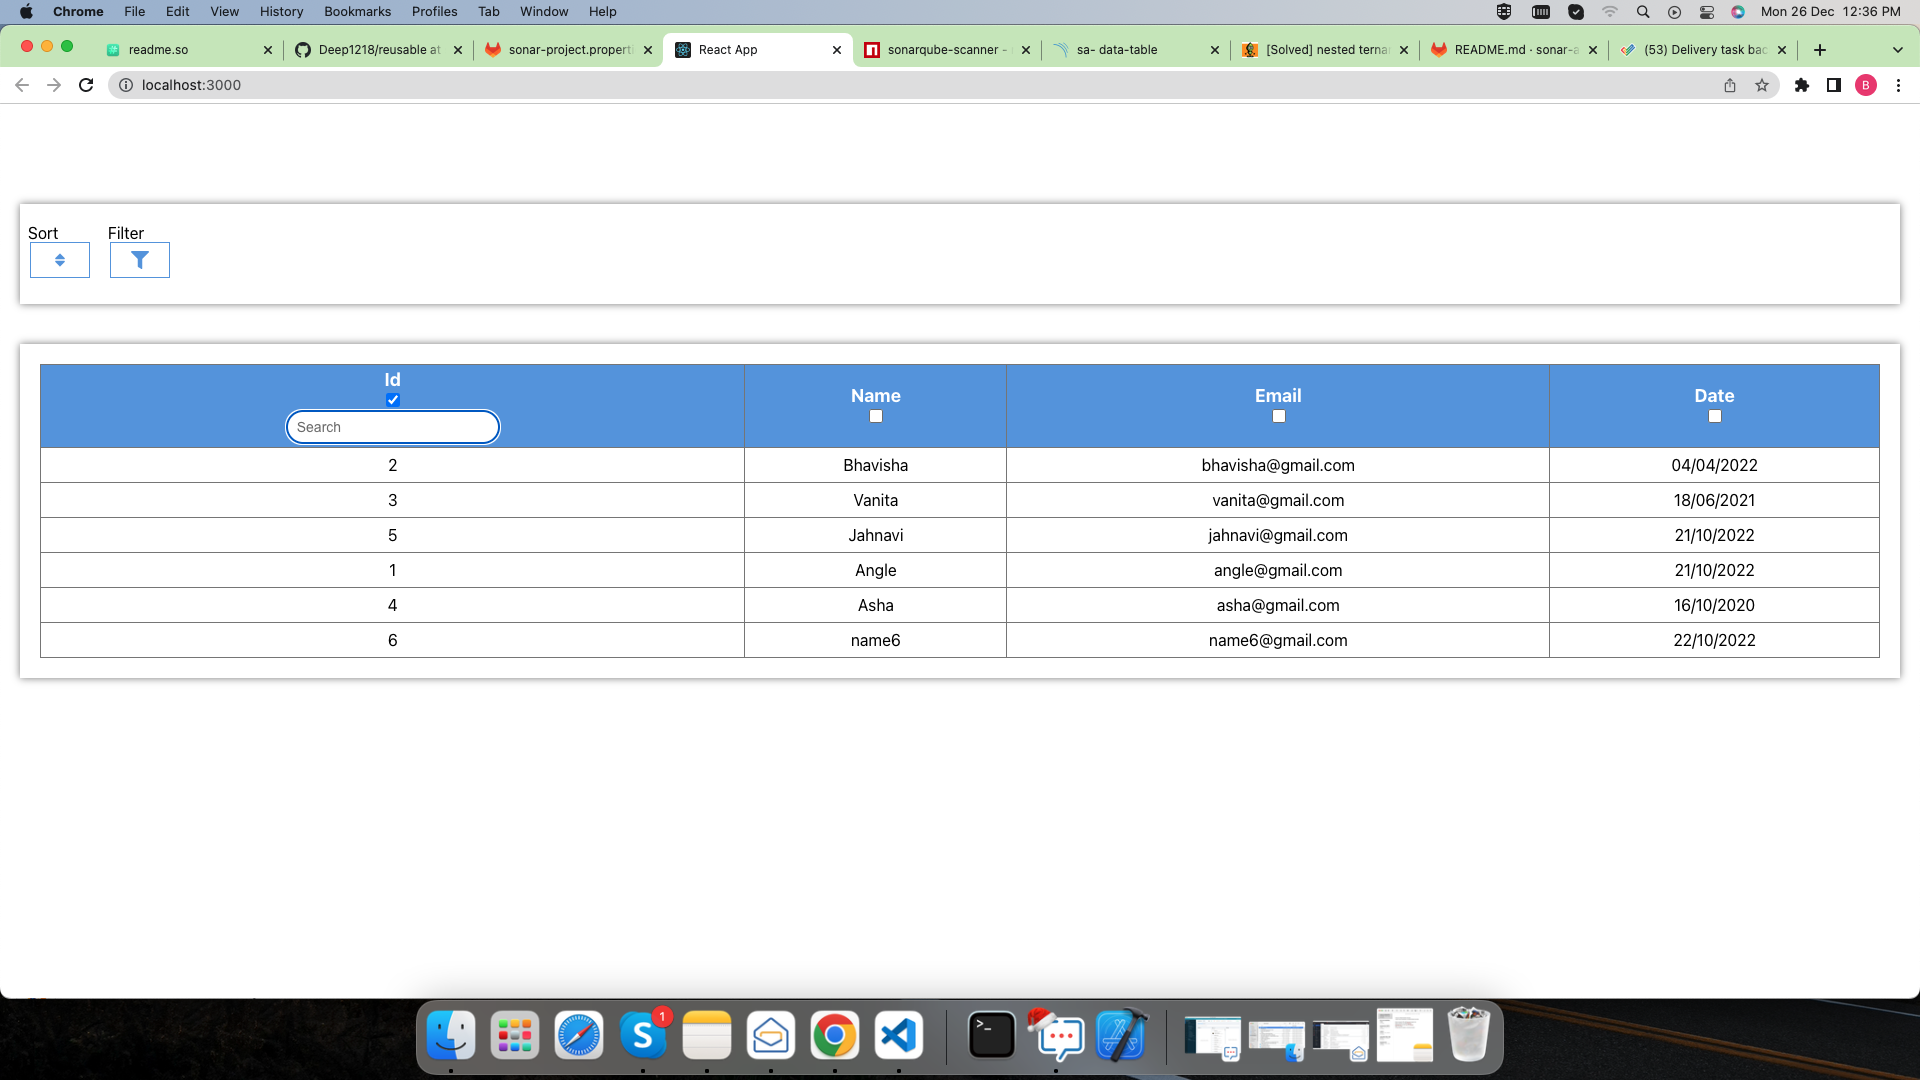 Chrome File Edit View History Bookmarks Profiles Tab Window Help Mon 26 Dec 12:36 PM
readme.so Deep1218/reusable at sonar-project.properti React App sonarqube-scanner - sa- data-table [Solved] nested terna README.md · sonar-a (53) Delivery task bac
localhost:3000 B
Sort Filter
Id Name Email Date
Search
2 Bhavisha bhavisha@gmail.com 04/04/2022
3 Vanita vanita@gmail.com 18/06/2021
5 Jahnavi jahnavi@gmail.com 21/10/2022
1 Angle angle@gmail.com 21/10/2022
4 Asha asha@gmail.com 16/10/2020
6 name6 name6@gmail.com 22/10/2022
S 1 >_